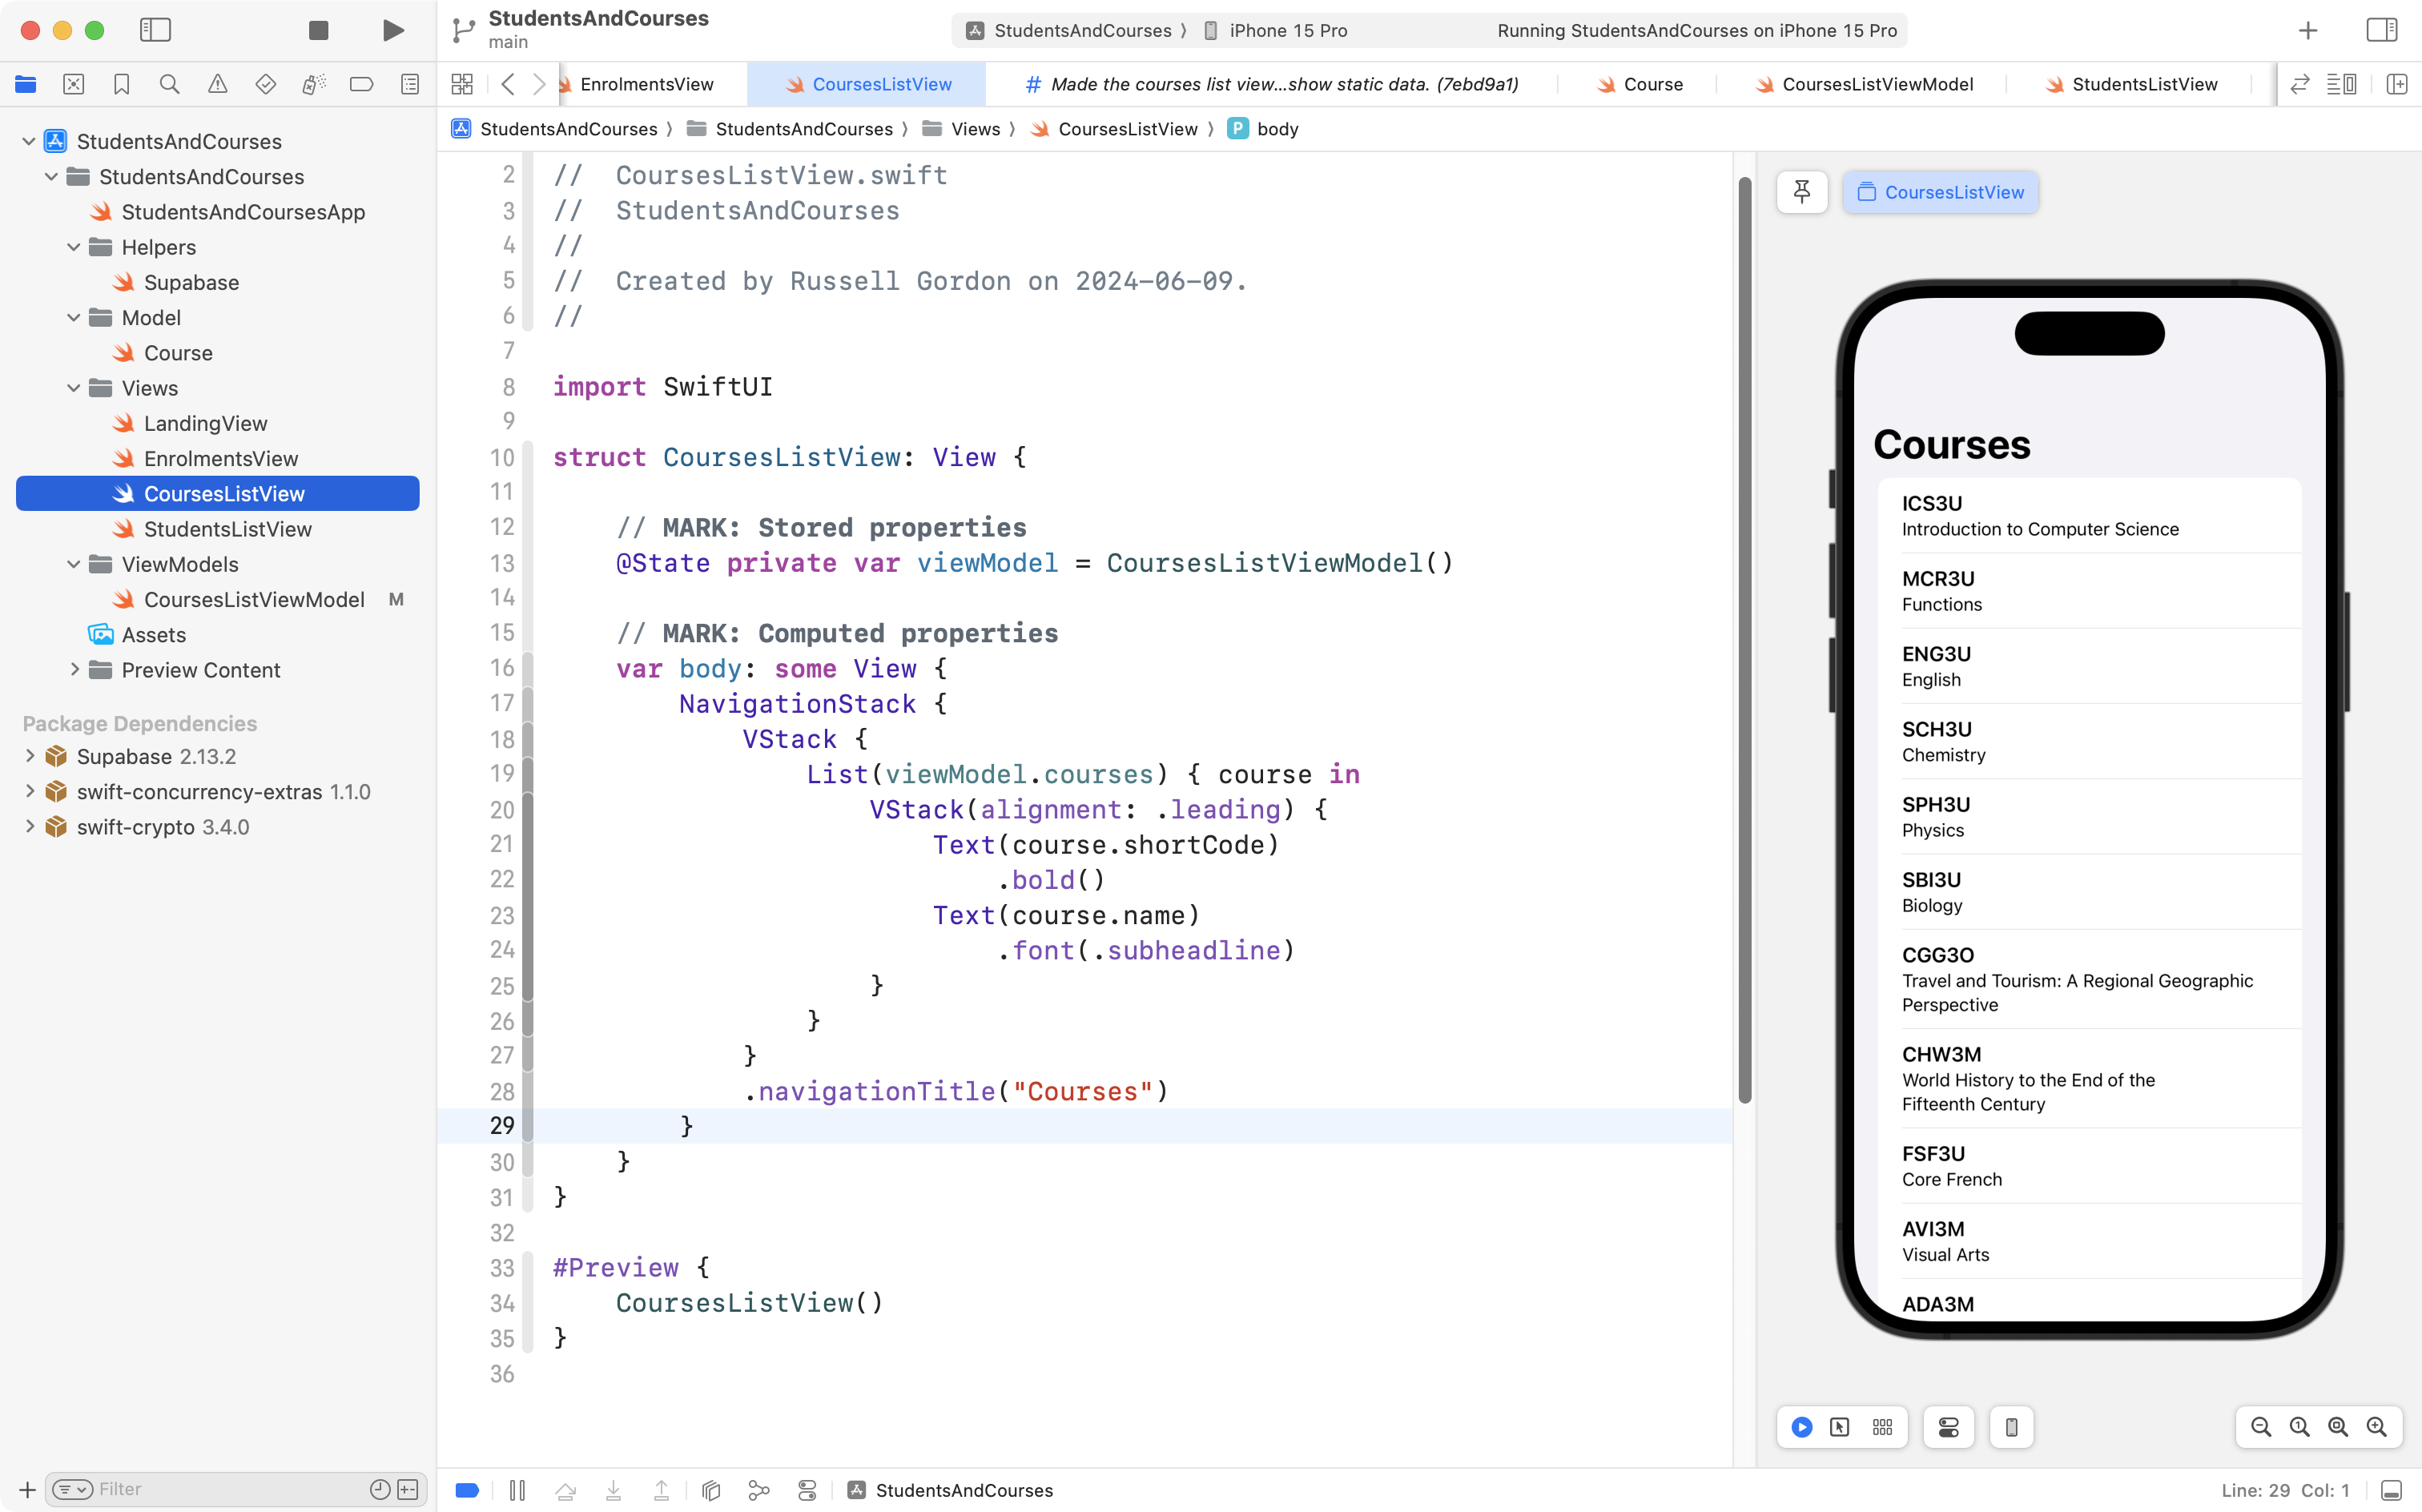 StudentsAndCourses
main
StudentsAndCourses ⟩ iPhone 15 Pro
Running StudentsAndCourses on iPhone 15 Pro
EnrolmentsView
CoursesListView
# Made the courses list view...show static data. (7ebd9a1)
Course
CoursesListViewModel
StudentsListView
StudentsAndCourses ⟩ StudentsAndCourses ⟩ Views ⟩ CoursesListView ⟩ P body
StudentsAndCourses
StudentsAndCourses
StudentsAndCoursesApp
Helpers
Supabase
Model
Course
Views
LandingView
EnrolmentsView
CoursesListView
StudentsListView
ViewModels
CoursesListViewModel M
Assets
Preview Content
Package Dependencies
Supabase 2.13.2
swift-concurrency-extras 1.1.0
swift-crypto 3.4.0
Filter
2 //  CoursesListView.swift
3 //  StudentsAndCourses
4 //
5 //  Created by Russell Gordon on 2024-06-09.
6 //
7
8 import SwiftUI
9
10 struct CoursesListView: View {
11
12     // MARK: Stored properties
13     @State private var viewModel = CoursesListViewModel()
14
15     // MARK: Computed properties
16     var body: some View {
17         NavigationStack {
18             VStack {
19                 List(viewModel.courses) { course in
20                     VStack(alignment: .leading) {
21                         Text(course.shortCode)
22                             .bold()
23                         Text(course.name)
24                             .font(.subheadline)
25                     }
26                 }
27             }
28             .navigationTitle("Courses")
29         }
30     }
31 }
32
33 #Preview {
34     CoursesListView()
35 }
36
CoursesListView
Courses
ICS3U
Introduction to Computer Science
MCR3U
Functions
ENG3U
English
SCH3U
Chemistry
SPH3U
Physics
SBI3U
Biology
CGG3O
Travel and Tourism: A Regional Geographic
Perspective
CHW3M
World History to the End of the
Fifteenth Century
FSF3U
Core French
AVI3M
Visual Arts
ADA3M
StudentsAndCourses
Line: 29 Col: 1